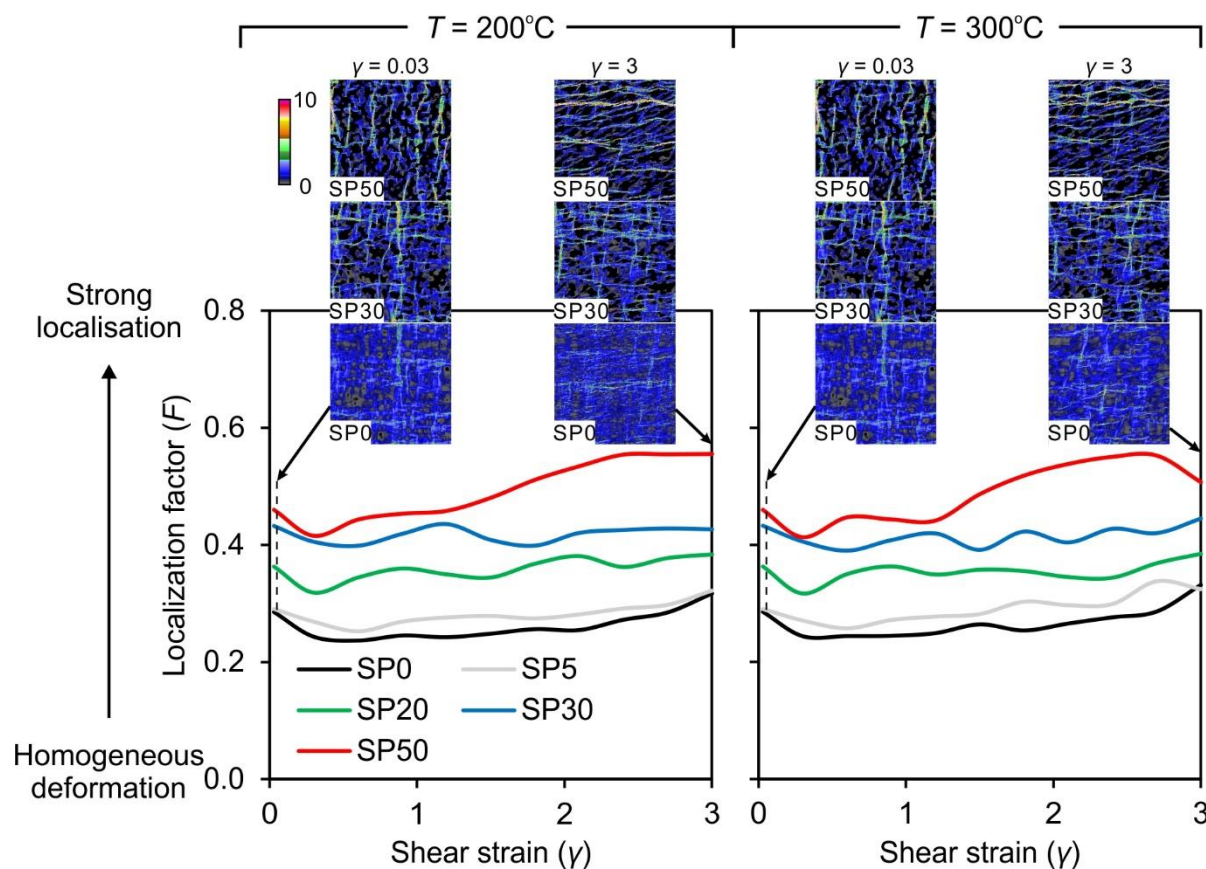 T = 200°C
T = 300°C
γ = 0.03
γ = 3
γ = 0.03
γ = 3
10
0
SP50
SP50
SP50
SP50
SP30
SP30
SP30
SP30
SP0
SP0
SP0
SP0
Strong
localisation
Homogeneous
deformation
Localization factor (F)
0.8
0.6
0.4
0.2
0.0
SP0
SP5
SP20
SP30
SP50
0
1
2
3
0
1
2
3
Shear strain (γ)
Shear strain (γ)